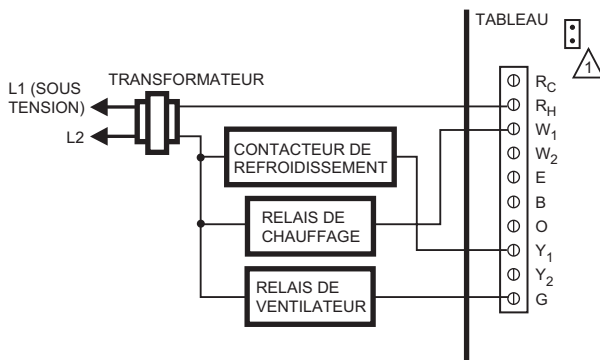 TABLEAU
1
TRANSFORMATEUR
L1 (SOUS
TENSION)
L2
CONTACTEUR DE
REFROIDISSEMENT
RELAIS DE
CHAUFFAGE
RELAIS DE
VENTILATEUR
RC
RH
W1
W2
E
B
O
Y1
Y2
G